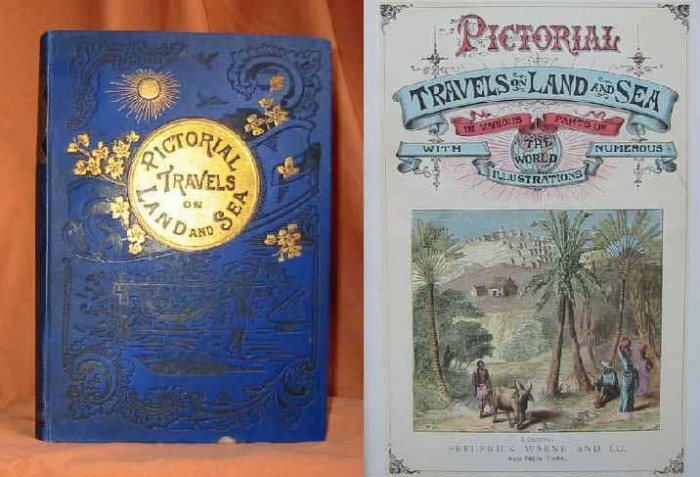 PICTORIAL
TRAVELS
ON
LAND AND SEA
PICTORIAL
TRAVELS ON LAND AND SEA
IN VARIOUS PARTS OF
WITH THE WORLD NUMEROUS
ILLUSTRATIONS
LONDON:
FREDERICK WARNE AND CO.
AND NEW YORK.